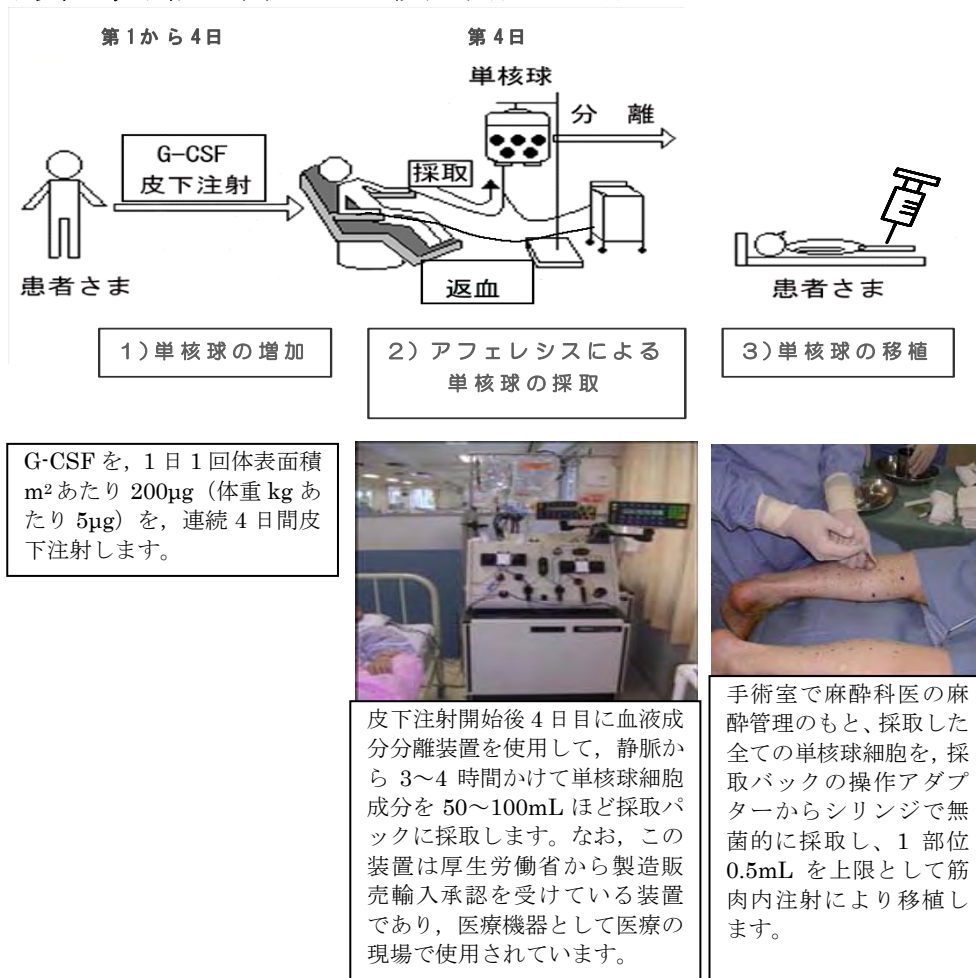 第1から4日
第4日
単核球
分 離
G-CSF
皮下注射
採取
返血
患者さま
患者さま
1)単核球の増加
2)アフェレシスによる
単核球の採取
3)単核球の移植
G-CSF を，1 日 1 回体表面積
m²あたり 200µg（体重 kg あ
たり 5µg）を，連続 4 日間皮
下注射します。
皮下注射開始後 4 日目に血液成
分分離装置を使用して，静脈か
ら 3～4 時間かけて単核球細胞
成分を 50～100mL ほど採取パ
ックに採取します。なお，この
装置は厚生労働省から製造販
売輸入承認を受けている装置
であり，医療機器として医療の
現場で使用されています。
手術室で麻酔科医の麻
酔管理のもと、採取した
全ての単核球細胞を，採
取バックの操作アダプ
ターからシリンジで無
菌的に採取し、1 部位
0.5mL を上限として筋
肉内注射により移植し
ます。